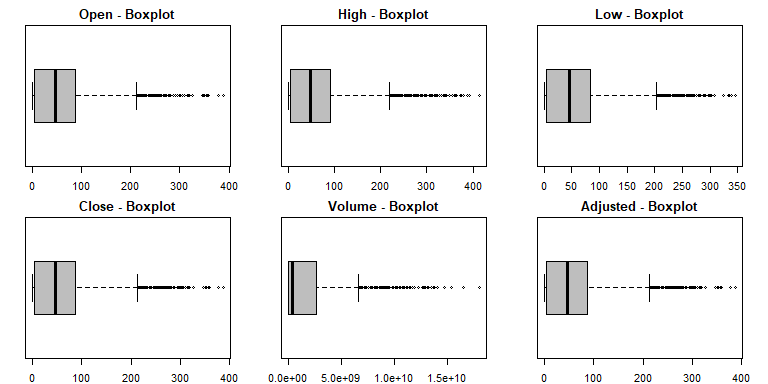 Open - Boxplot
0 100 200 300 400
High - Boxplot
0 100 200 300 400
Low - Boxplot
0 50 100 150 200 250 300 350
Close - Boxplot
0 100 200 300 400
Volume - Boxplot
0.0e+00 5.0e+09 1.0e+10 1.5e+10
Adjusted - Boxplot
0 100 200 300 400